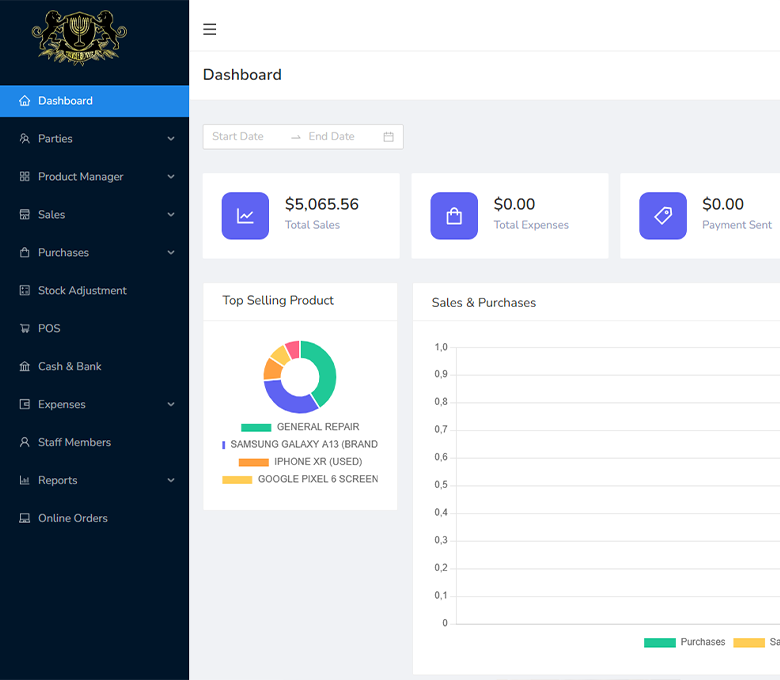 Dashboard
Parties
Product Manager
Sales
Purchases
Stock Adjustment
POS
Cash & Bank
Expenses
Staff Members
Reports
Online Orders
Dashboard
Start Date End Date
$5,065.56
Total Sales
$0.00
Total Expenses
$0.00
Payment Sent
Top Selling Product
GENERAL REPAIR
SAMSUNG GALAXY A13 (BRAND
IPHONE XR (USED)
GOOGLE PIXEL 6 SCREEN
Sales & Purchases
1,0
0,9
0,8
0,7
0,6
0,5
0,4
0,3
0,2
0,1
0
Purchases Sa